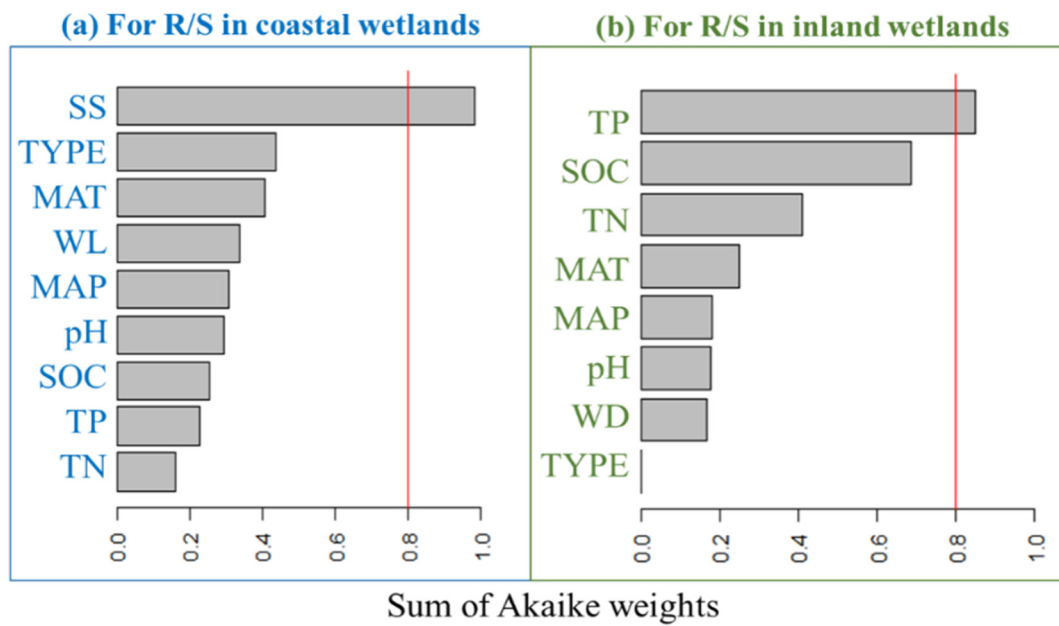 (a) For R/S in coastal wetlands
SS
TYPE
MAT
WL
MAP
pH
SOC
TP
TN
0.0 0.2 0.4 0.6 0.8 1.0
(b) For R/S in inland wetlands
TP
SOC
TN
MAT
MAP
pH
WD
TYPE
0.0 0.2 0.4 0.6 0.8 1.0
Sum of Akaike weights